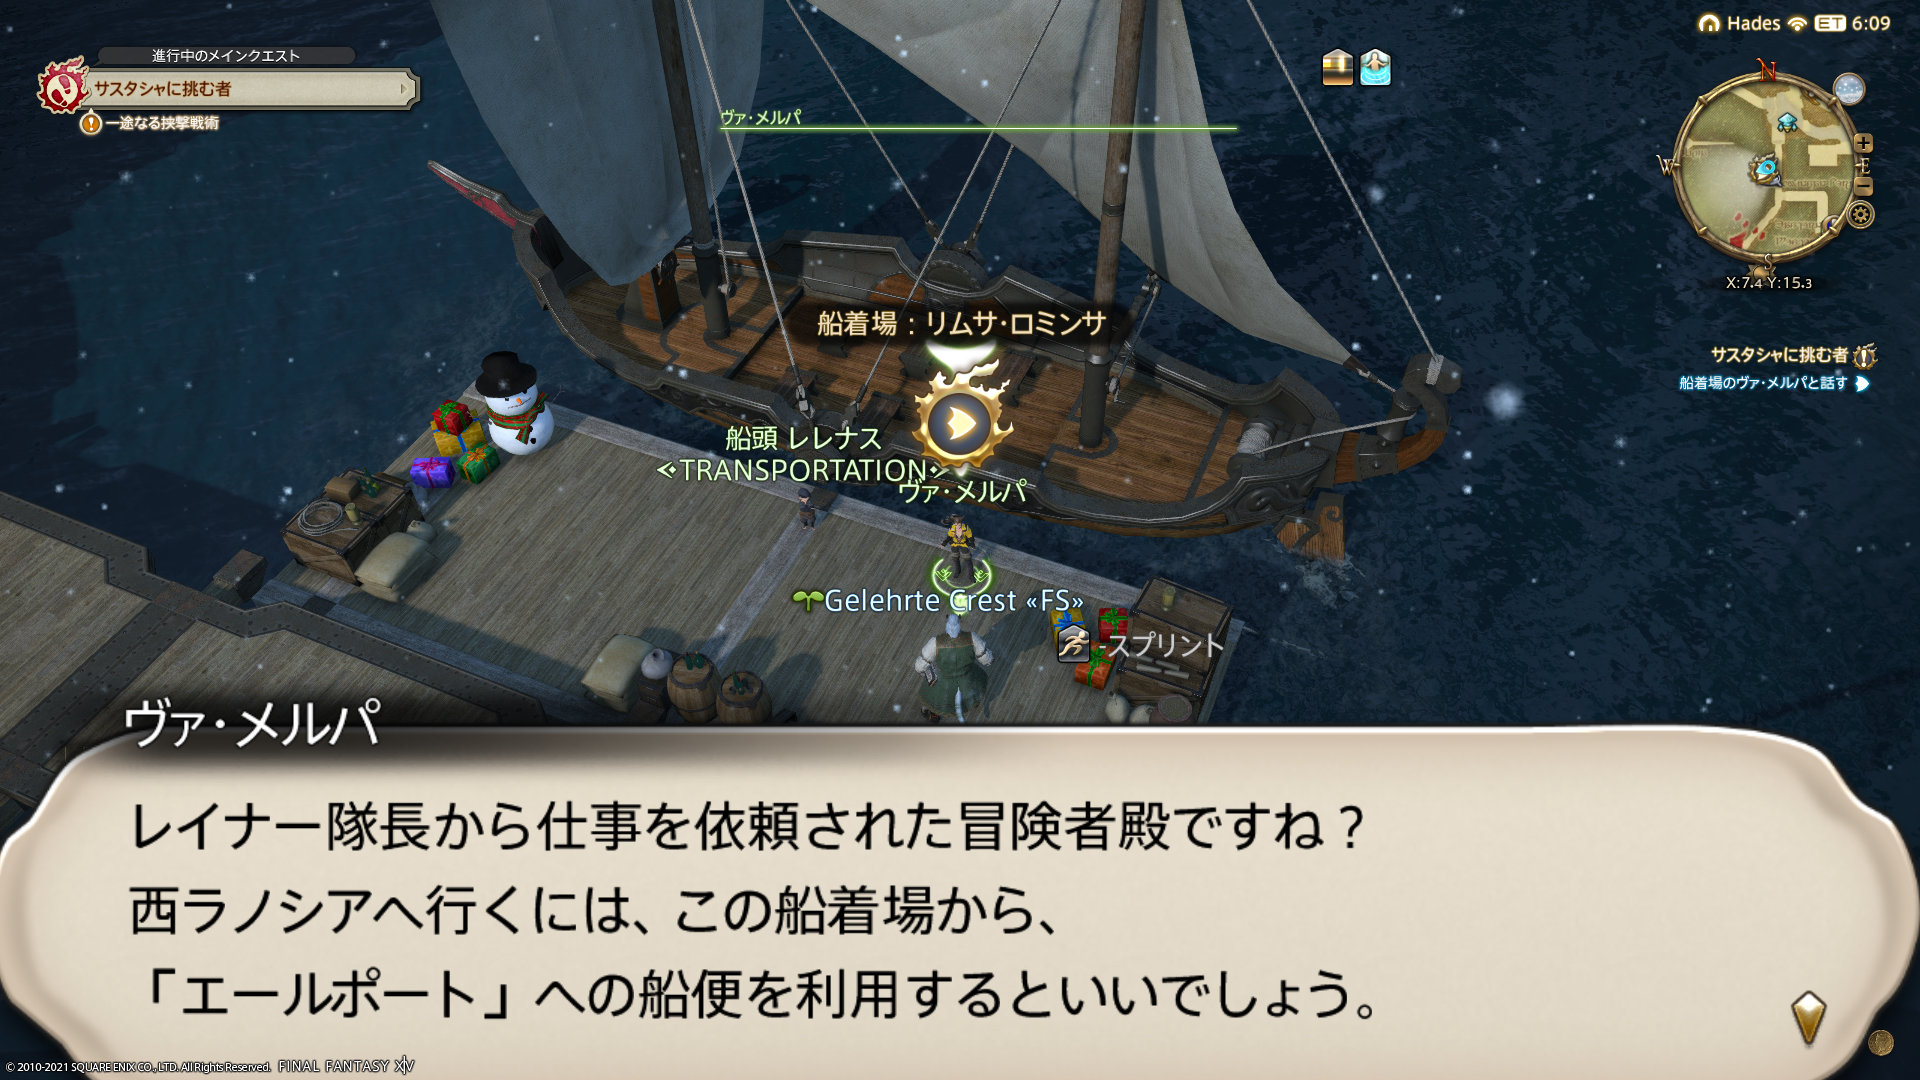 進行中のメインクエスト
サスタシャに挑む者
一途なる挟撃戦術
ヴァ・メルパ
Hades
ET 6:09
N
W
E
S
X:7.4 Y:15.3
サスタシャに挑む者
船着場のヴァ・メルパと話す
船着場：リムサ・ロミンサ
船頭 レレナス
TRANSPORTATION
ヴァ・メルパ
Gelehrte Crest «FS»
-スプリント
ヴァ・メルパ
レイナー隊長から仕事を依頼された冒険者殿ですね？
西ラノシアへ行くには、この船着場から、
「エールポート」への船便を利用するといいでしょう。
© 2010-2021 SQUARE ENIX CO., LTD. All Rights Reserved. FINAL FANTASY XIV